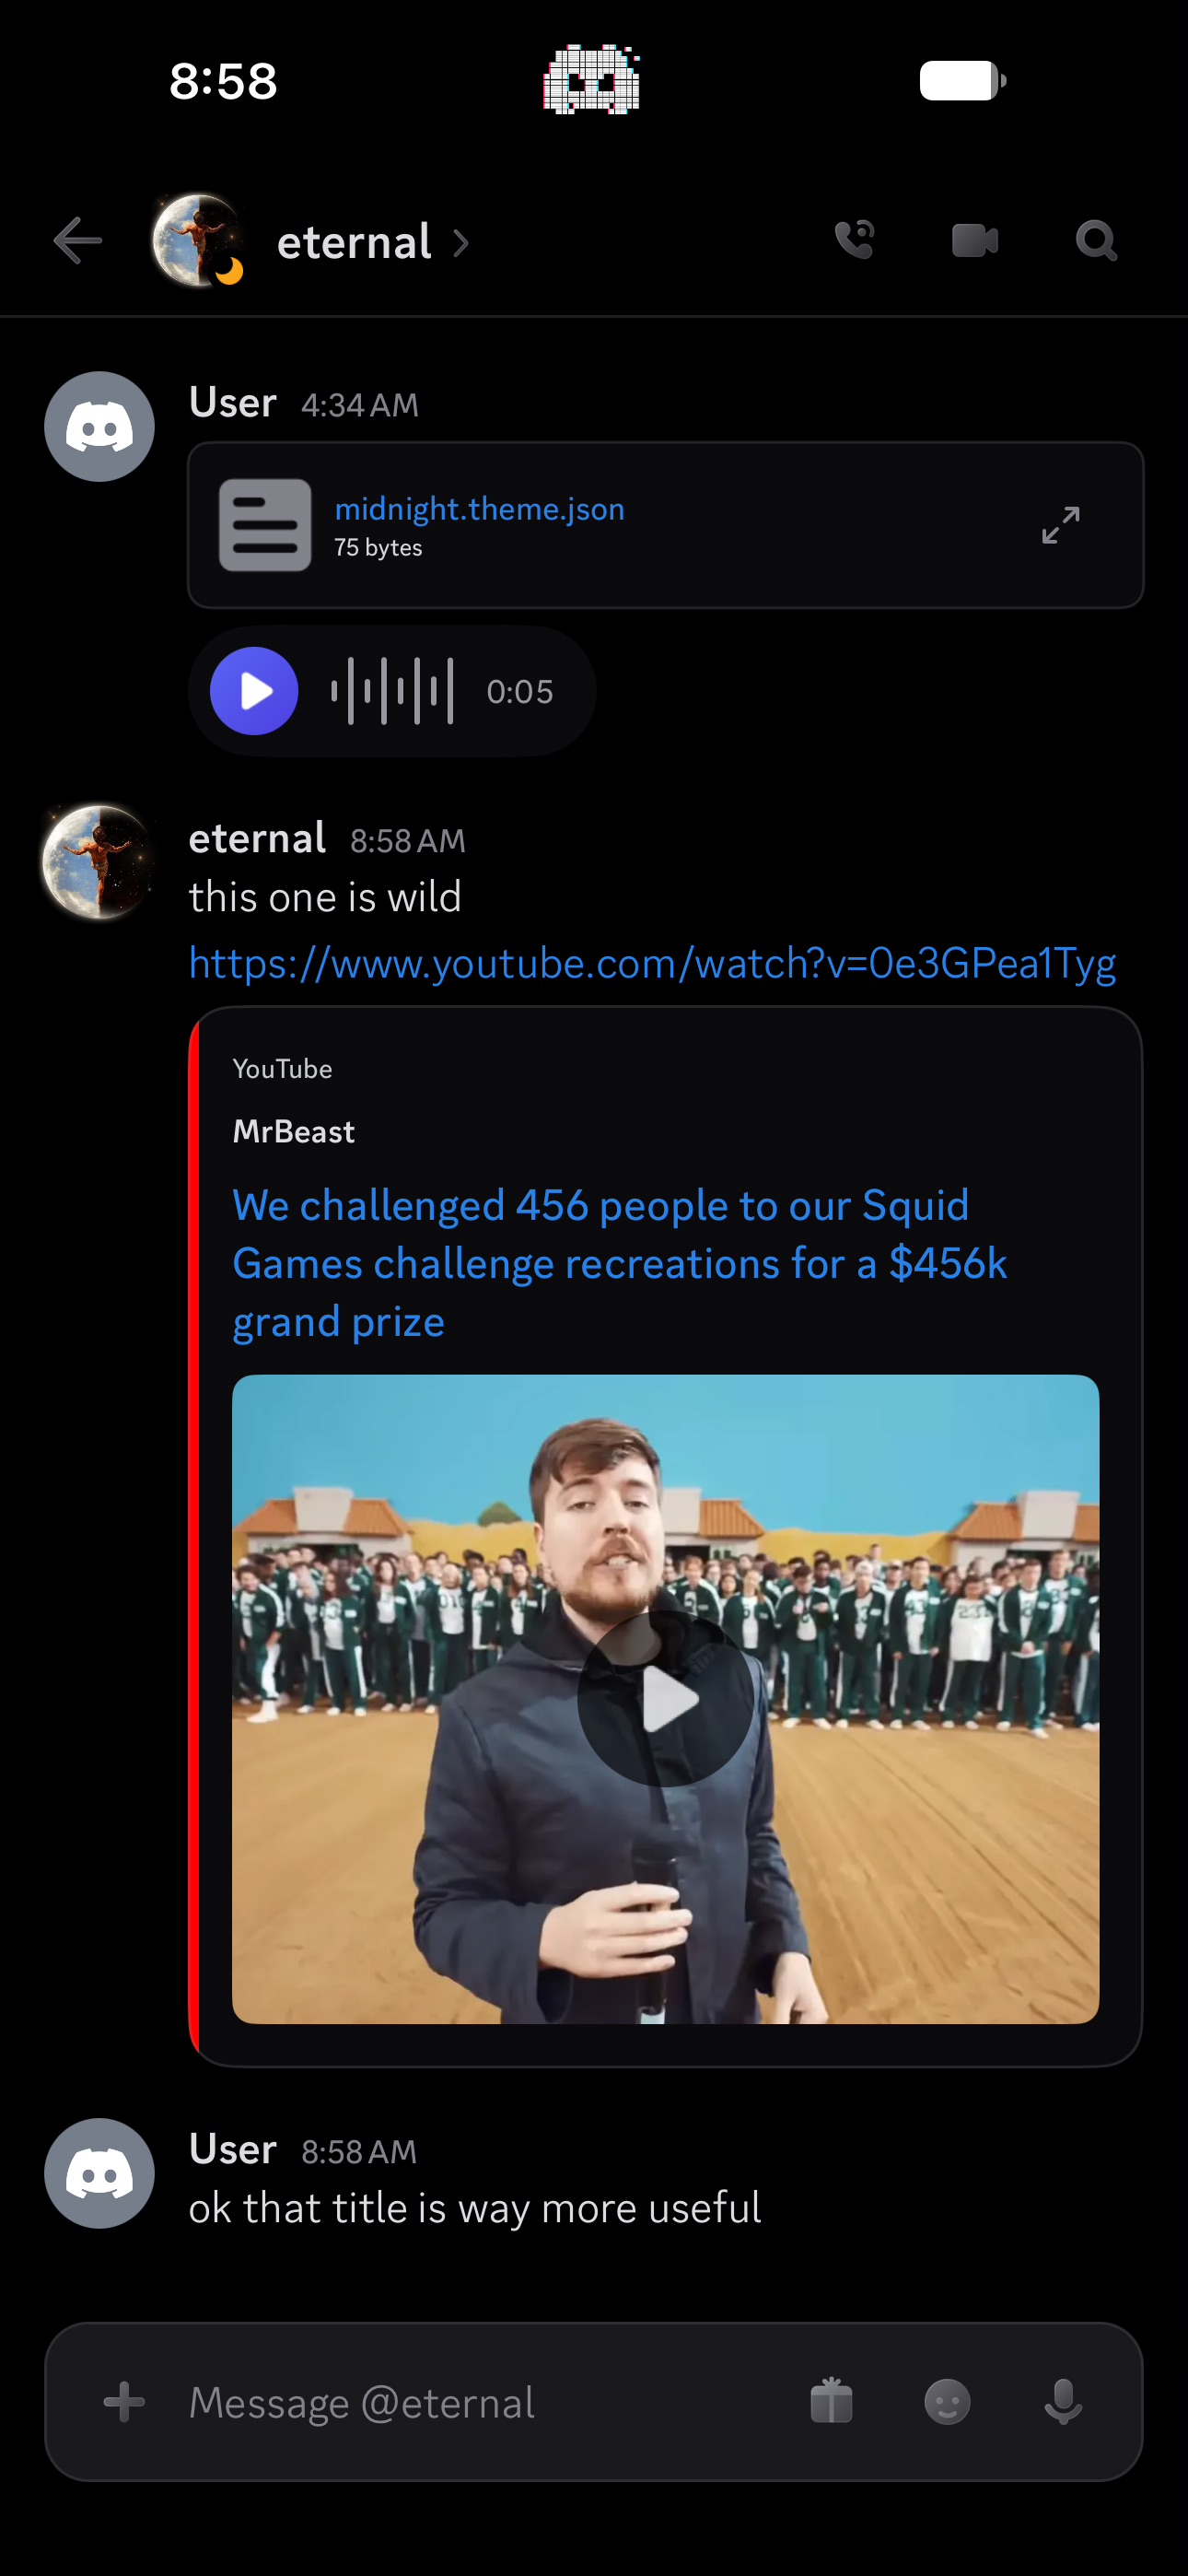 8:58
eternal
User 4:34 AM
midnight.theme.json
75 bytes
0:05
eternal 8:58 AM
this one is wild
https://www.youtube.com/watch?v=0e3GPea1Tyg
YouTube
MrBeast
We challenged 456 people to our Squid
Games challenge recreations for a $456k
grand prize
User 8:58 AM
ok that title is way more useful
Message @eternal